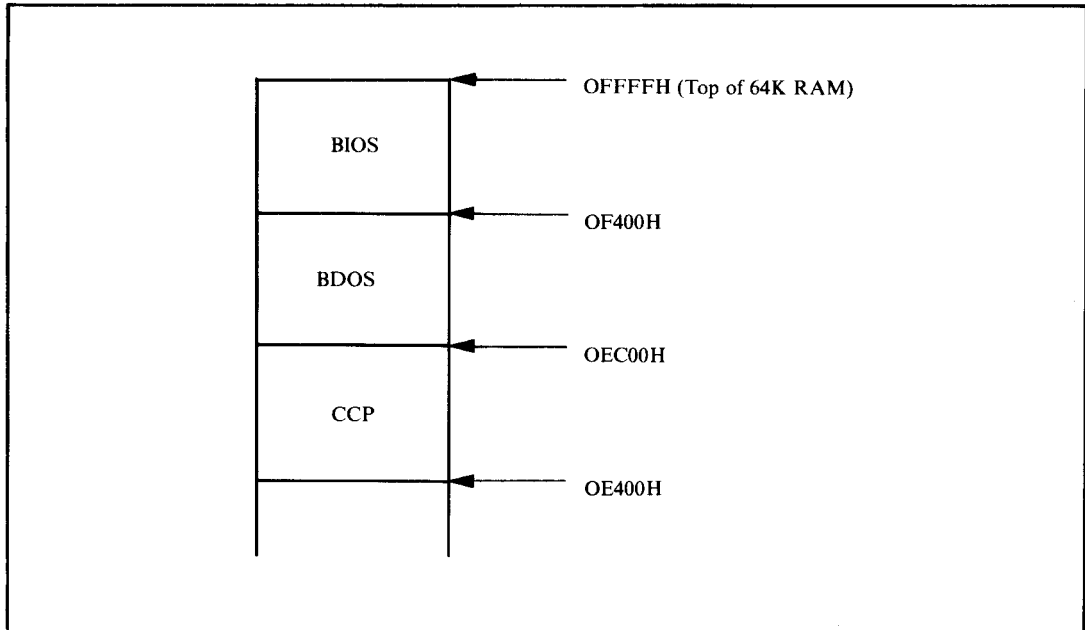 OFFFFH (Top of 64K RAM)
BIOS
OF400H
BDOS
OEC00H
CCP
OE400H